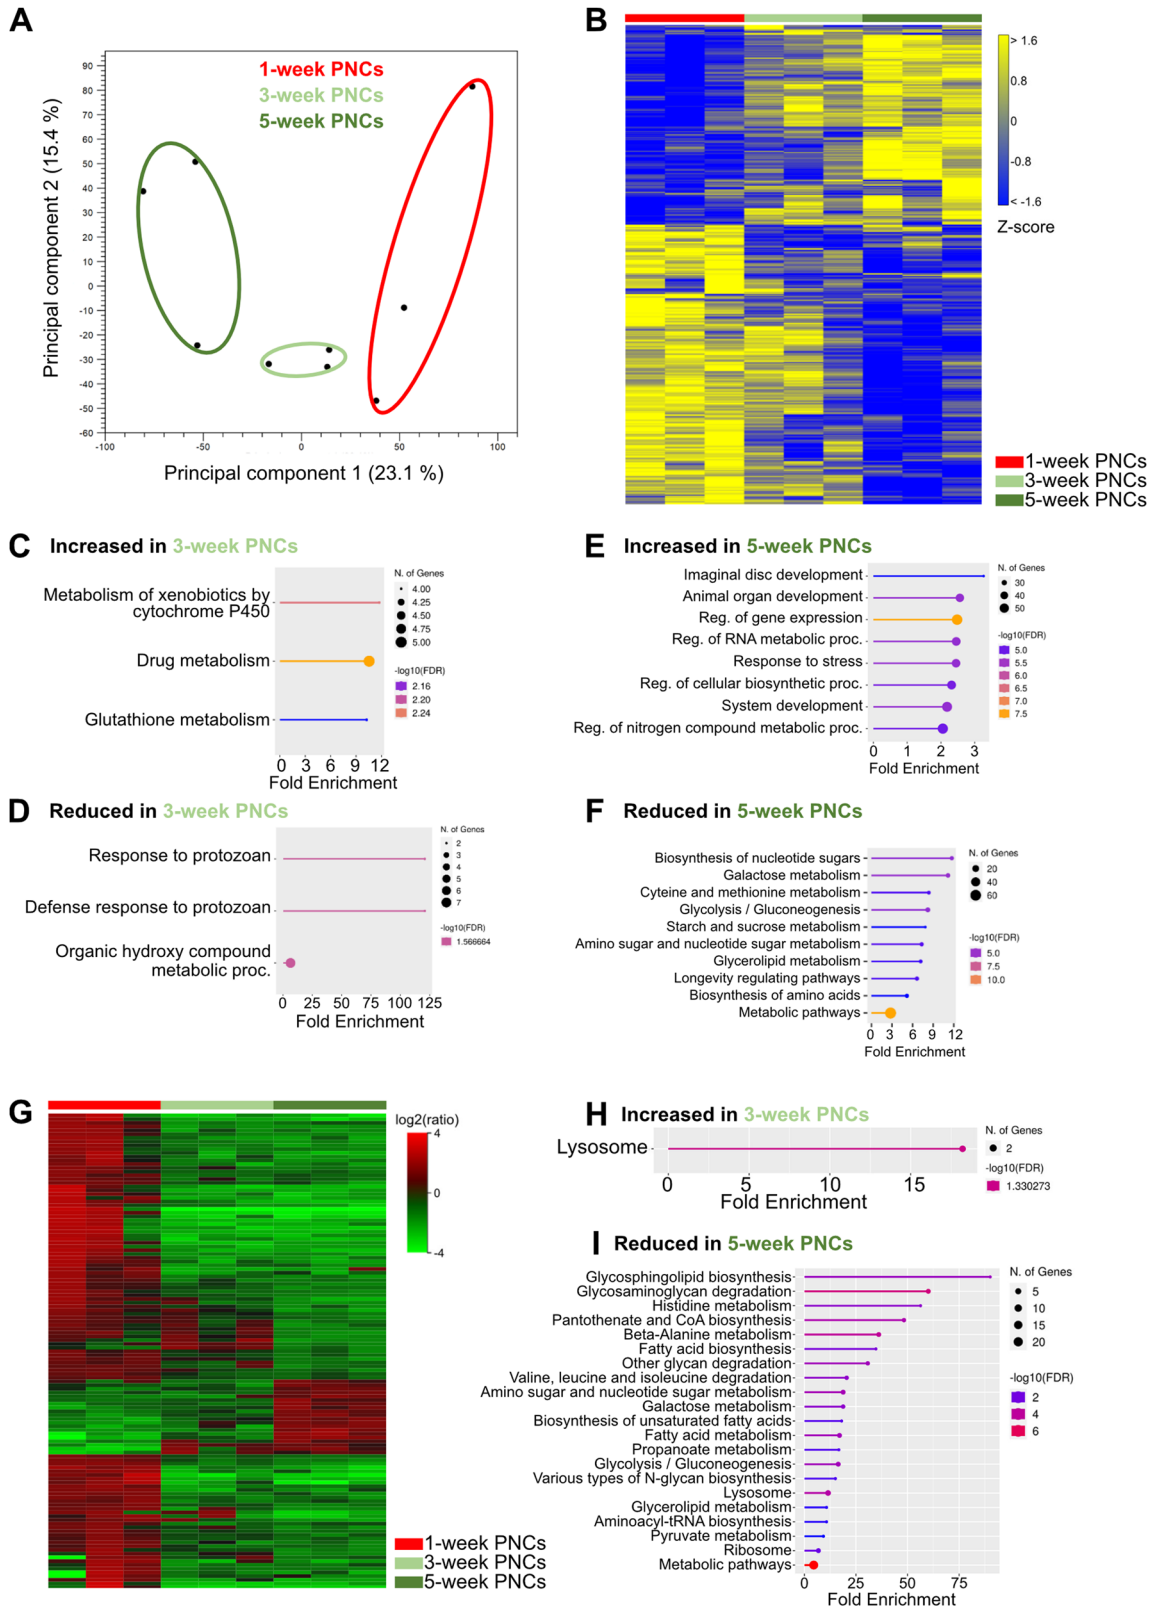 A
1-week PNCs
3-week PNCs
5-week PNCs
Principal component 2 (15.4 %)
90
80
70
60
50
40
30
20
10
0
-10
-20
-30
-40
-50
-60
-100
-50
0
50
100
Principal component 1 (23.1 %)
B
> 1.6
0.8
0
-0.8
< -1.6
Z-score
1-week PNCs
3-week PNCs
5-week PNCs
C Increased in 3-week PNCs
Metabolism of xenobiotics by
cytochrome P450
Drug metabolism
Glutathione metabolism
0 3 6 9 12
Fold Enrichment
N. of Genes
4.00
4.25
4.50
4.75
5.00
-log10(FDR)
2.16
2.20
2.24
D Reduced in 3-week PNCs
Response to protozoan
Defense response to protozoan
Organic hydroxy compound
metabolic proc.
0 25 50 75 100 125
Fold Enrichment
N. of Genes
2
3
4
5
6
7
-log10(FDR)
1.566664
E Increased in 5-week PNCs
Imaginal disc development
Animal organ development
Reg. of gene expression
Reg. of RNA metabolic proc.
Response to stress
Reg. of cellular biosynthetic proc.
System development
Reg. of nitrogen compound metabolic proc.
0 1 2 3
Fold Enrichment
N. of Genes
30
40
50
-log10(FDR)
5.0
5.5
6.0
6.5
7.0
7.5
F Reduced in 5-week PNCs
Biosynthesis of nucleotide sugars
Galactose metabolism
Cyteine and methionine metabolism
Glycolysis / Gluconeogenesis
Starch and sucrose metabolism
Amino sugar and nucleotide sugar metabolism
Glycerolipid metabolism
Longevity regulating pathways
Biosynthesis of amino acids
Metabolic pathways
0 3 6 9 12
Fold Enrichment
N. of Genes
20
40
60
-log10(FDR)
5.0
7.5
10.0
G
log2(ratio)
4
0
-4
1-week PNCs
3-week PNCs
5-week PNCs
H Increased in 3-week PNCs
Lysosome
0 5 10 15
Fold Enrichment
N. of Genes
2
-log10(FDR)
1.330273
I Reduced in 5-week PNCs
Glycosphingolipid biosynthesis
Glycosaminoglycan degradation
Histidine metabolism
Pantothenate and CoA biosynthesis
Beta-Alanine metabolism
Fatty acid biosynthesis
Other glycan degradation
Valine, leucine and isoleucine degradation
Amino sugar and nucleotide sugar metabolism
Galactose metabolism
Biosynthesis of unsaturated fatty acids
Fatty acid metabolism
Propanoate metabolism
Glycolysis / Gluconeogenesis
Various types of N-glycan biosynthesis
Lysosome
Glycerolipid metabolism
Aminoacyl-tRNA biosynthesis
Pyruvate metabolism
Ribosome
Metabolic pathways
0 25 50 75
Fold Enrichment
N. of Genes
5
10
15
20
-log10(FDR)
2
4
6